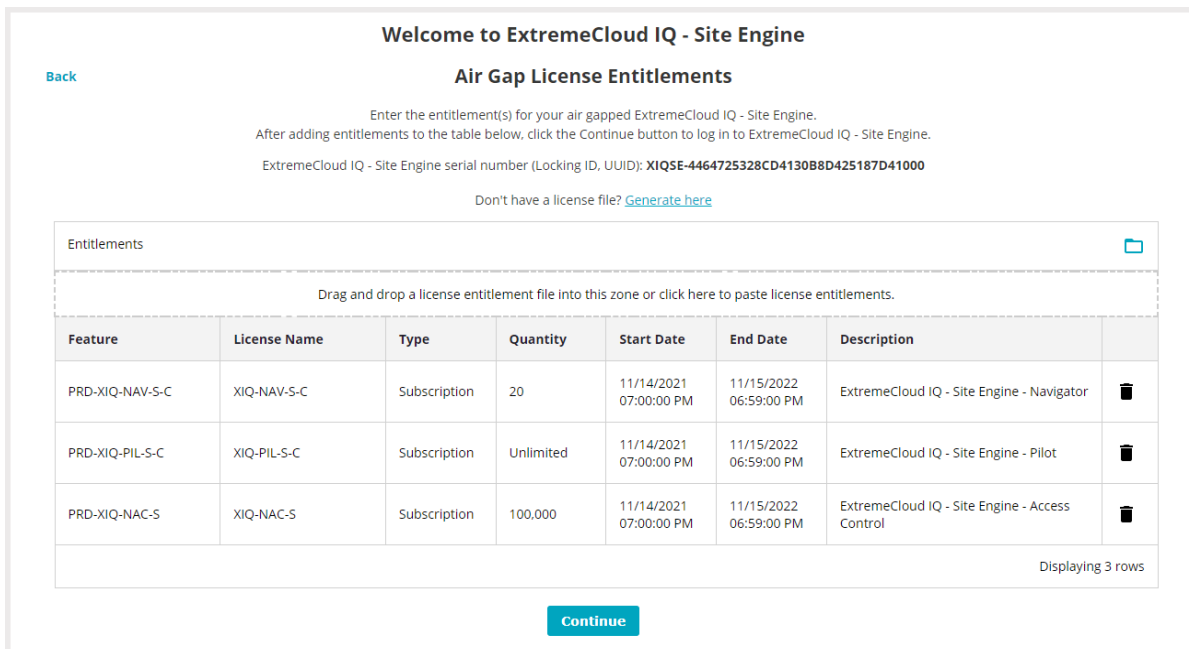 Welcome to ExtremeCloud IQ - Site Engine
Back
Air Gap License Entitlements
Enter the entitlement(s) for your air gapped ExtremeCloud IQ - Site Engine.
After adding entitlements to the table below, click the Continue button to log in to ExtremeCloud IQ - Site Engine.
ExtremeCloud IQ - Site Engine serial number (Locking ID, UUID): XIQSE-4464725328CD4130B8D425187D41000
Don't have a license file? Generate here
Entitlements
Drag and drop a license entitlement file into this zone or click here to paste license entitlements.
Feature License Name Type Quantity Start Date End Date Description
PRD-XIQ-NAV-S-C XIQ-NAV-S-C Subscription 20 11/14/2021 07:00:00 PM 11/15/2022 06:59:00 PM ExtremeCloud IQ - Site Engine - Navigator
PRD-XIQ-PIL-S-C XIQ-PIL-S-C Subscription Unlimited 11/14/2021 07:00:00 PM 11/15/2022 06:59:00 PM ExtremeCloud IQ - Site Engine - Pilot
PRD-XIQ-NAC-S XIQ-NAC-S Subscription 100,000 11/14/2021 07:00:00 PM 11/15/2022 06:59:00 PM ExtremeCloud IQ - Site Engine - Access Control
Displaying 3 rows
Continue